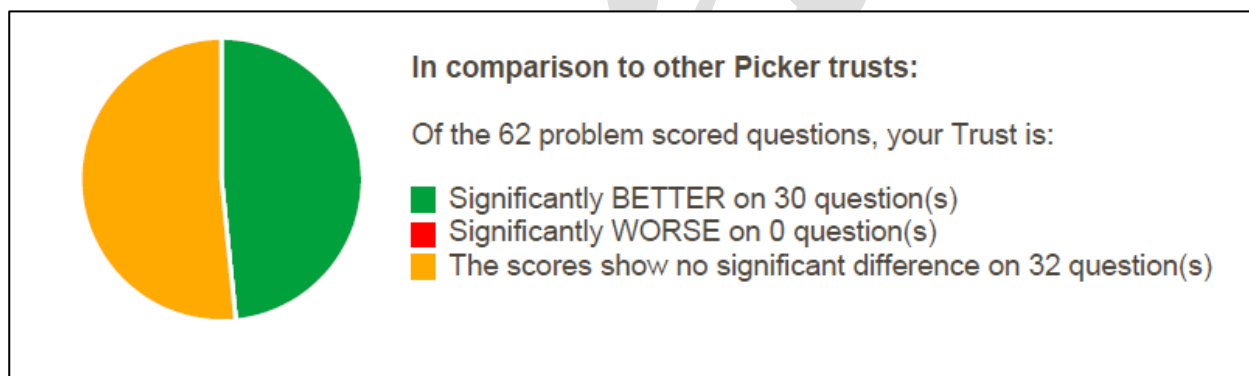 In comparison to other Picker trusts:
Of the 62 problem scored questions, your Trust is:
Significantly BETTER on 30 question(s)
Significantly WORSE on 0 question(s)
The scores show no significant difference on 32 question(s)